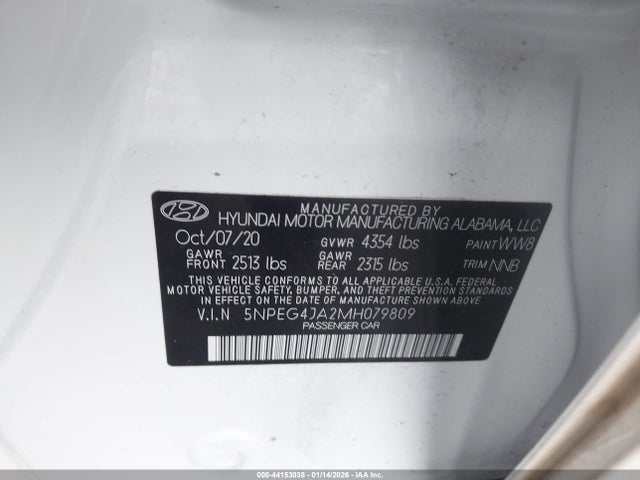 MANUFACTURED BY
HYUNDAI MOTOR MANUFACTURING ALABAMA, LLC
Oct/07/20 GVWR 4354 lbs PAINT WW8
GAWR FRONT 2513 lbs GAWR REAR 2315 lbs TRIM NNB
THIS VEHICLE CONFORMS TO ALL APPLICABLE U.S.A. FEDERAL
MOTOR VEHICLE SAFETY, BUMPER, AND THEFT PREVENTION
STANDARDS IN EFFECT ON THE DATE OF MANUFACTURE SHOWN ABOVE.
V.I.N 5NPEG4JA2MH079809
PASSENGER CAR
000-44153038 - 01/14/2026 - IAAI.CA